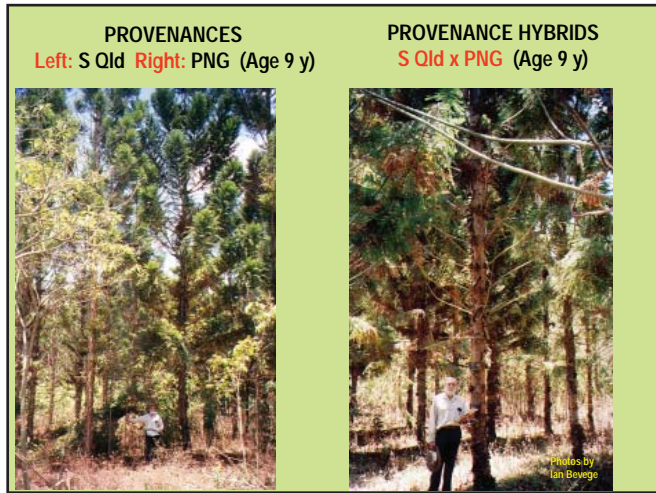 PROVENANCES
Left: S Qld Right: PNG (Age 9 y)
PROVENANCE HYBRIDS
S Qld x PNG (Age 9 y)
Photos by
Ian Bevege